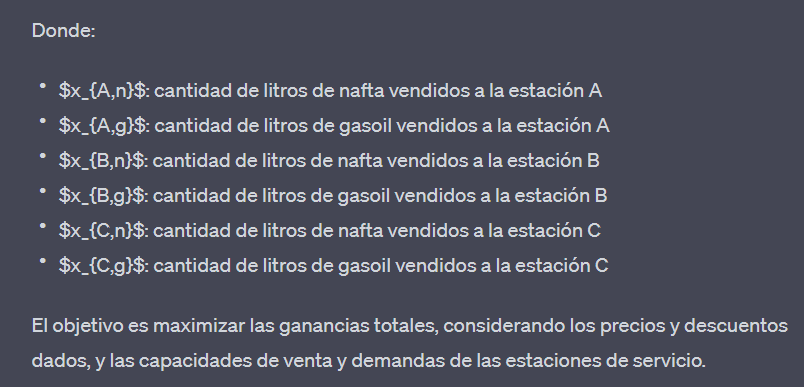 Donde:
• $x_{A,n}$: cantidad de litros de nafta vendidos a la estación A
• $x_{A,g}$: cantidad de litros de gasoil vendidos a la estación A
• $x_{B,n}$: cantidad de litros de nafta vendidos a la estación B
• $x_{B,g}$: cantidad de litros de gasoil vendidos a la estación B
• $x_{C,n}$: cantidad de litros de nafta vendidos a la estación C
• $x_{C,g}$: cantidad de litros de gasoil vendidos a la estación C
El objetivo es maximizar las ganancias totales, considerando los precios y descuentos
dados, y las capacidades de venta y demandas de las estaciones de servicio.